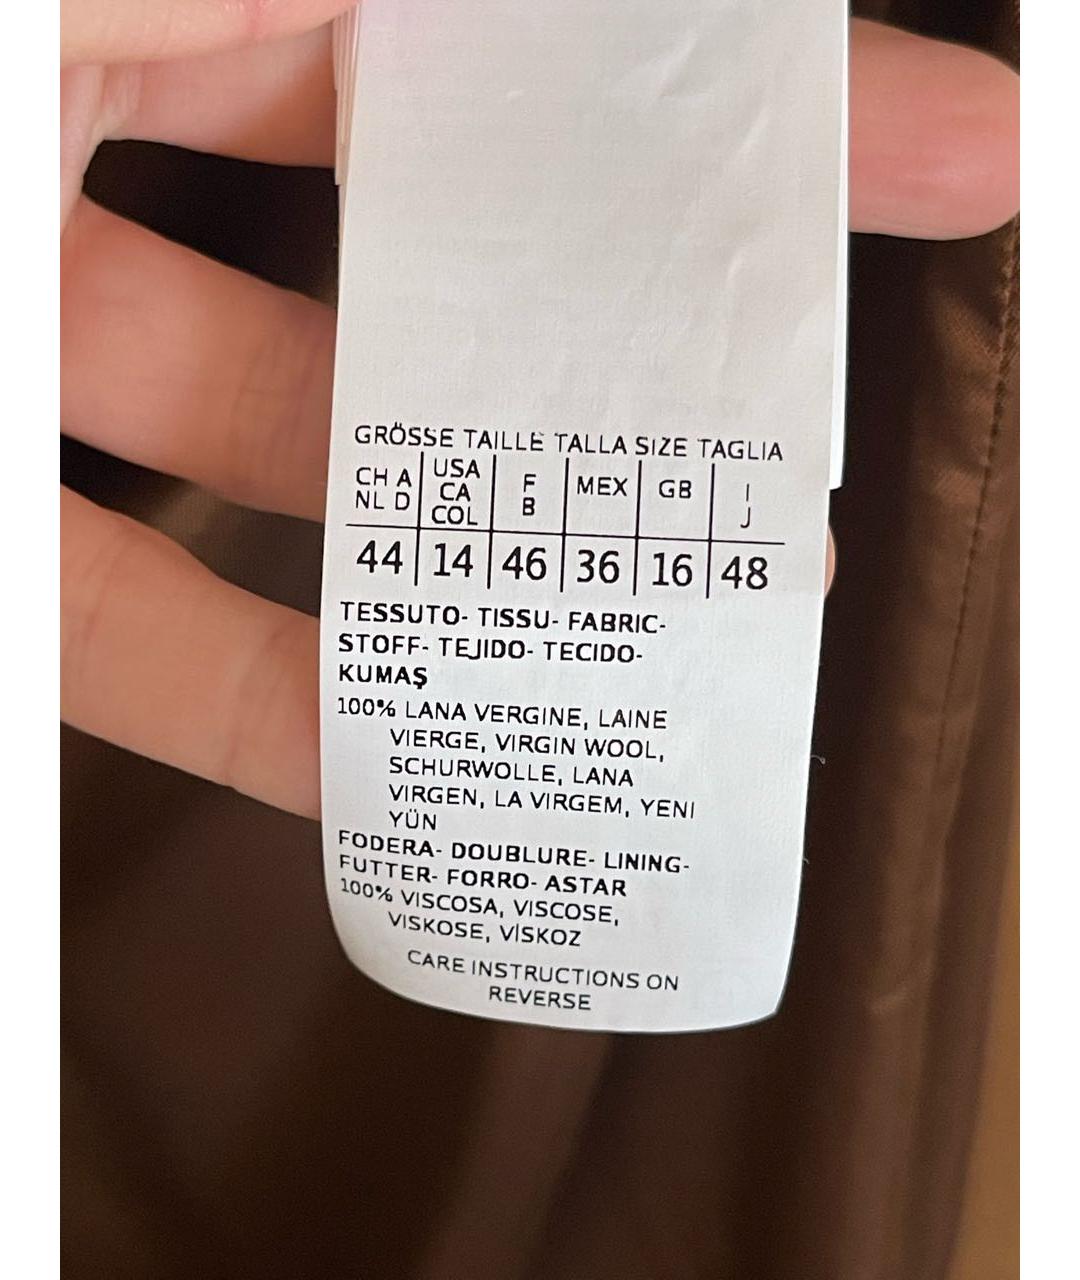 GRÖSSE TAILLE TALLA SIZE TAGLIA
CH A USA F MEX GB I
NL D CA B J
COL
44 14 46 36 16 48
TESSUTO- TISSU- FABRIC-
STOFF- TEJIDO- TECIDO-
KUMAŞ
100% LANA VERGINE, LAINE
VIERGE, VIRGIN WOOL,
SCHURWOLLE, LANA
VIRGEN, LA VIRGEM, YENI
YÜN
FODERA- DOUBLURE- LINING-
FUTTER- FORRO- ASTAR
100% VISCOSA, VISCOSE,
VISKOSE, VİSKOZ
CARE INSTRUCTIONS ON
REVERSE